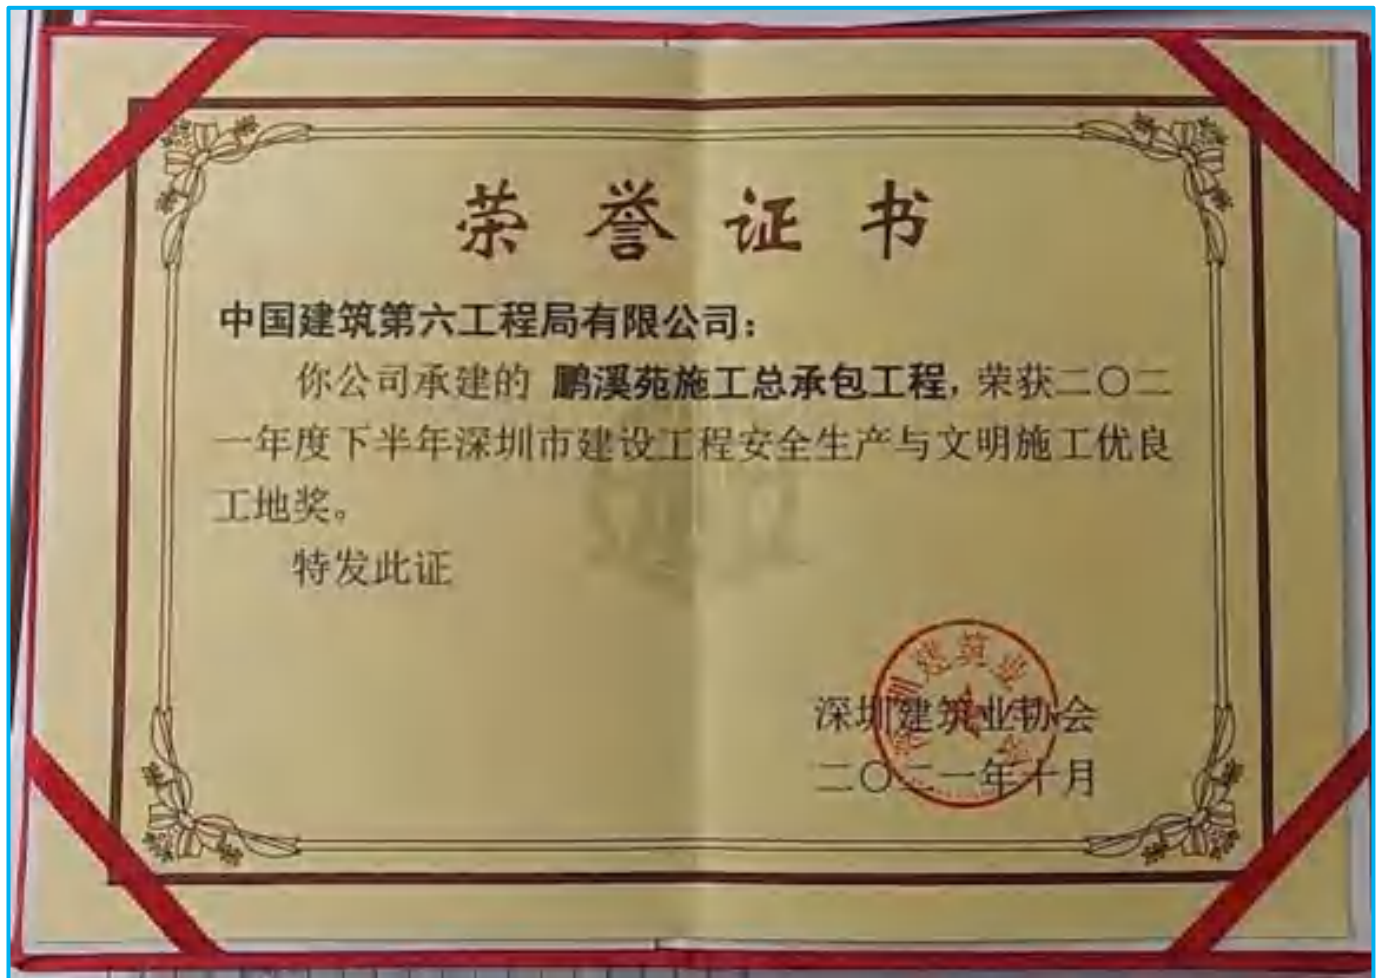 荣誉证书
中国建筑第六工程局有限公司：
你公司承建的 鹏溪苑施工总承包工程，荣获二〇二
一年度下半年深圳市建设工程安全生产与文明施工优良
工地奖。
特发此证
深圳建筑业协会
二〇二一年十月